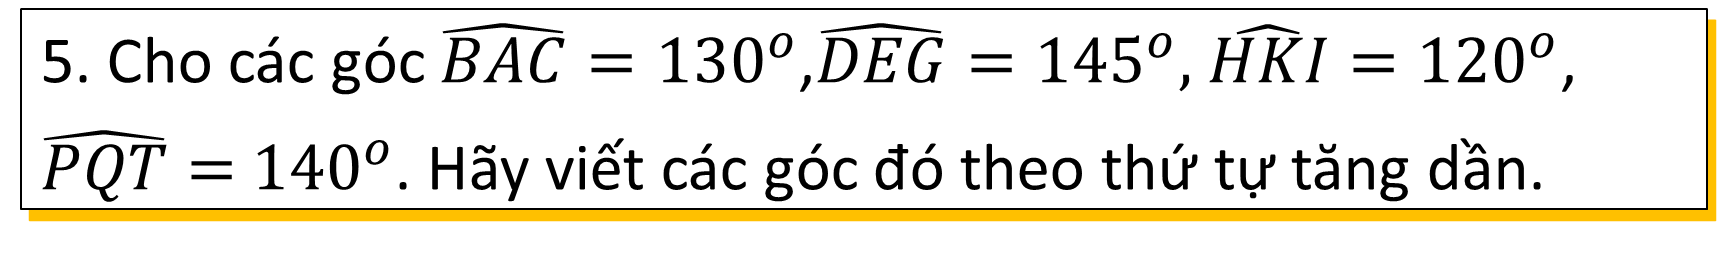 5. Cho các góc $\widehat{BAC} = 130^o$,$\widehat{DEG} = 145^o$, $H\widehat{K}I = 120^o$,
$\widehat{PQT} = 140^o$. Hãy viết các góc đó theo thứ tự tăng dần.